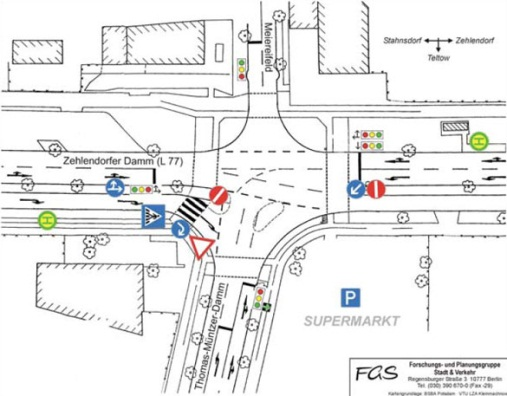 Meiereifeld
Stahnsdorf
Zehlendorf
Teltow
Zehlendorfer Damm (L 77)
H
H
P
SUPERMARKT
Thomas-Müntzer-Damm
FGS
Forschungs- und Planungsgruppe
Stadt & Verkehr
Regensburger Straße 3 10777 Berlin
Tel. (030) 390 670-0 (Fax -29)